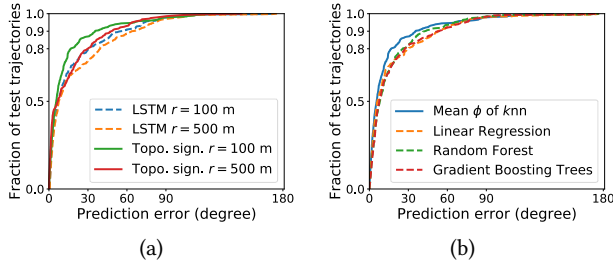 Fraction of test trajectories
1.0
0.9
0.8
0.5
0.0
0
30
60
90
180
Prediction error (degree)
LSTM r = 100 m
LSTM r = 500 m
Topo. sign. r = 100 m
Topo. sign. r = 500 m
(a)
Fraction of test trajectories
1.0
0.9
0.8
0.5
0.0
0
30
60
90
180
Prediction error (degree)
Mean ϕ of knn
Linear Regression
Random Forest
Gradient Boosting Trees
(b)